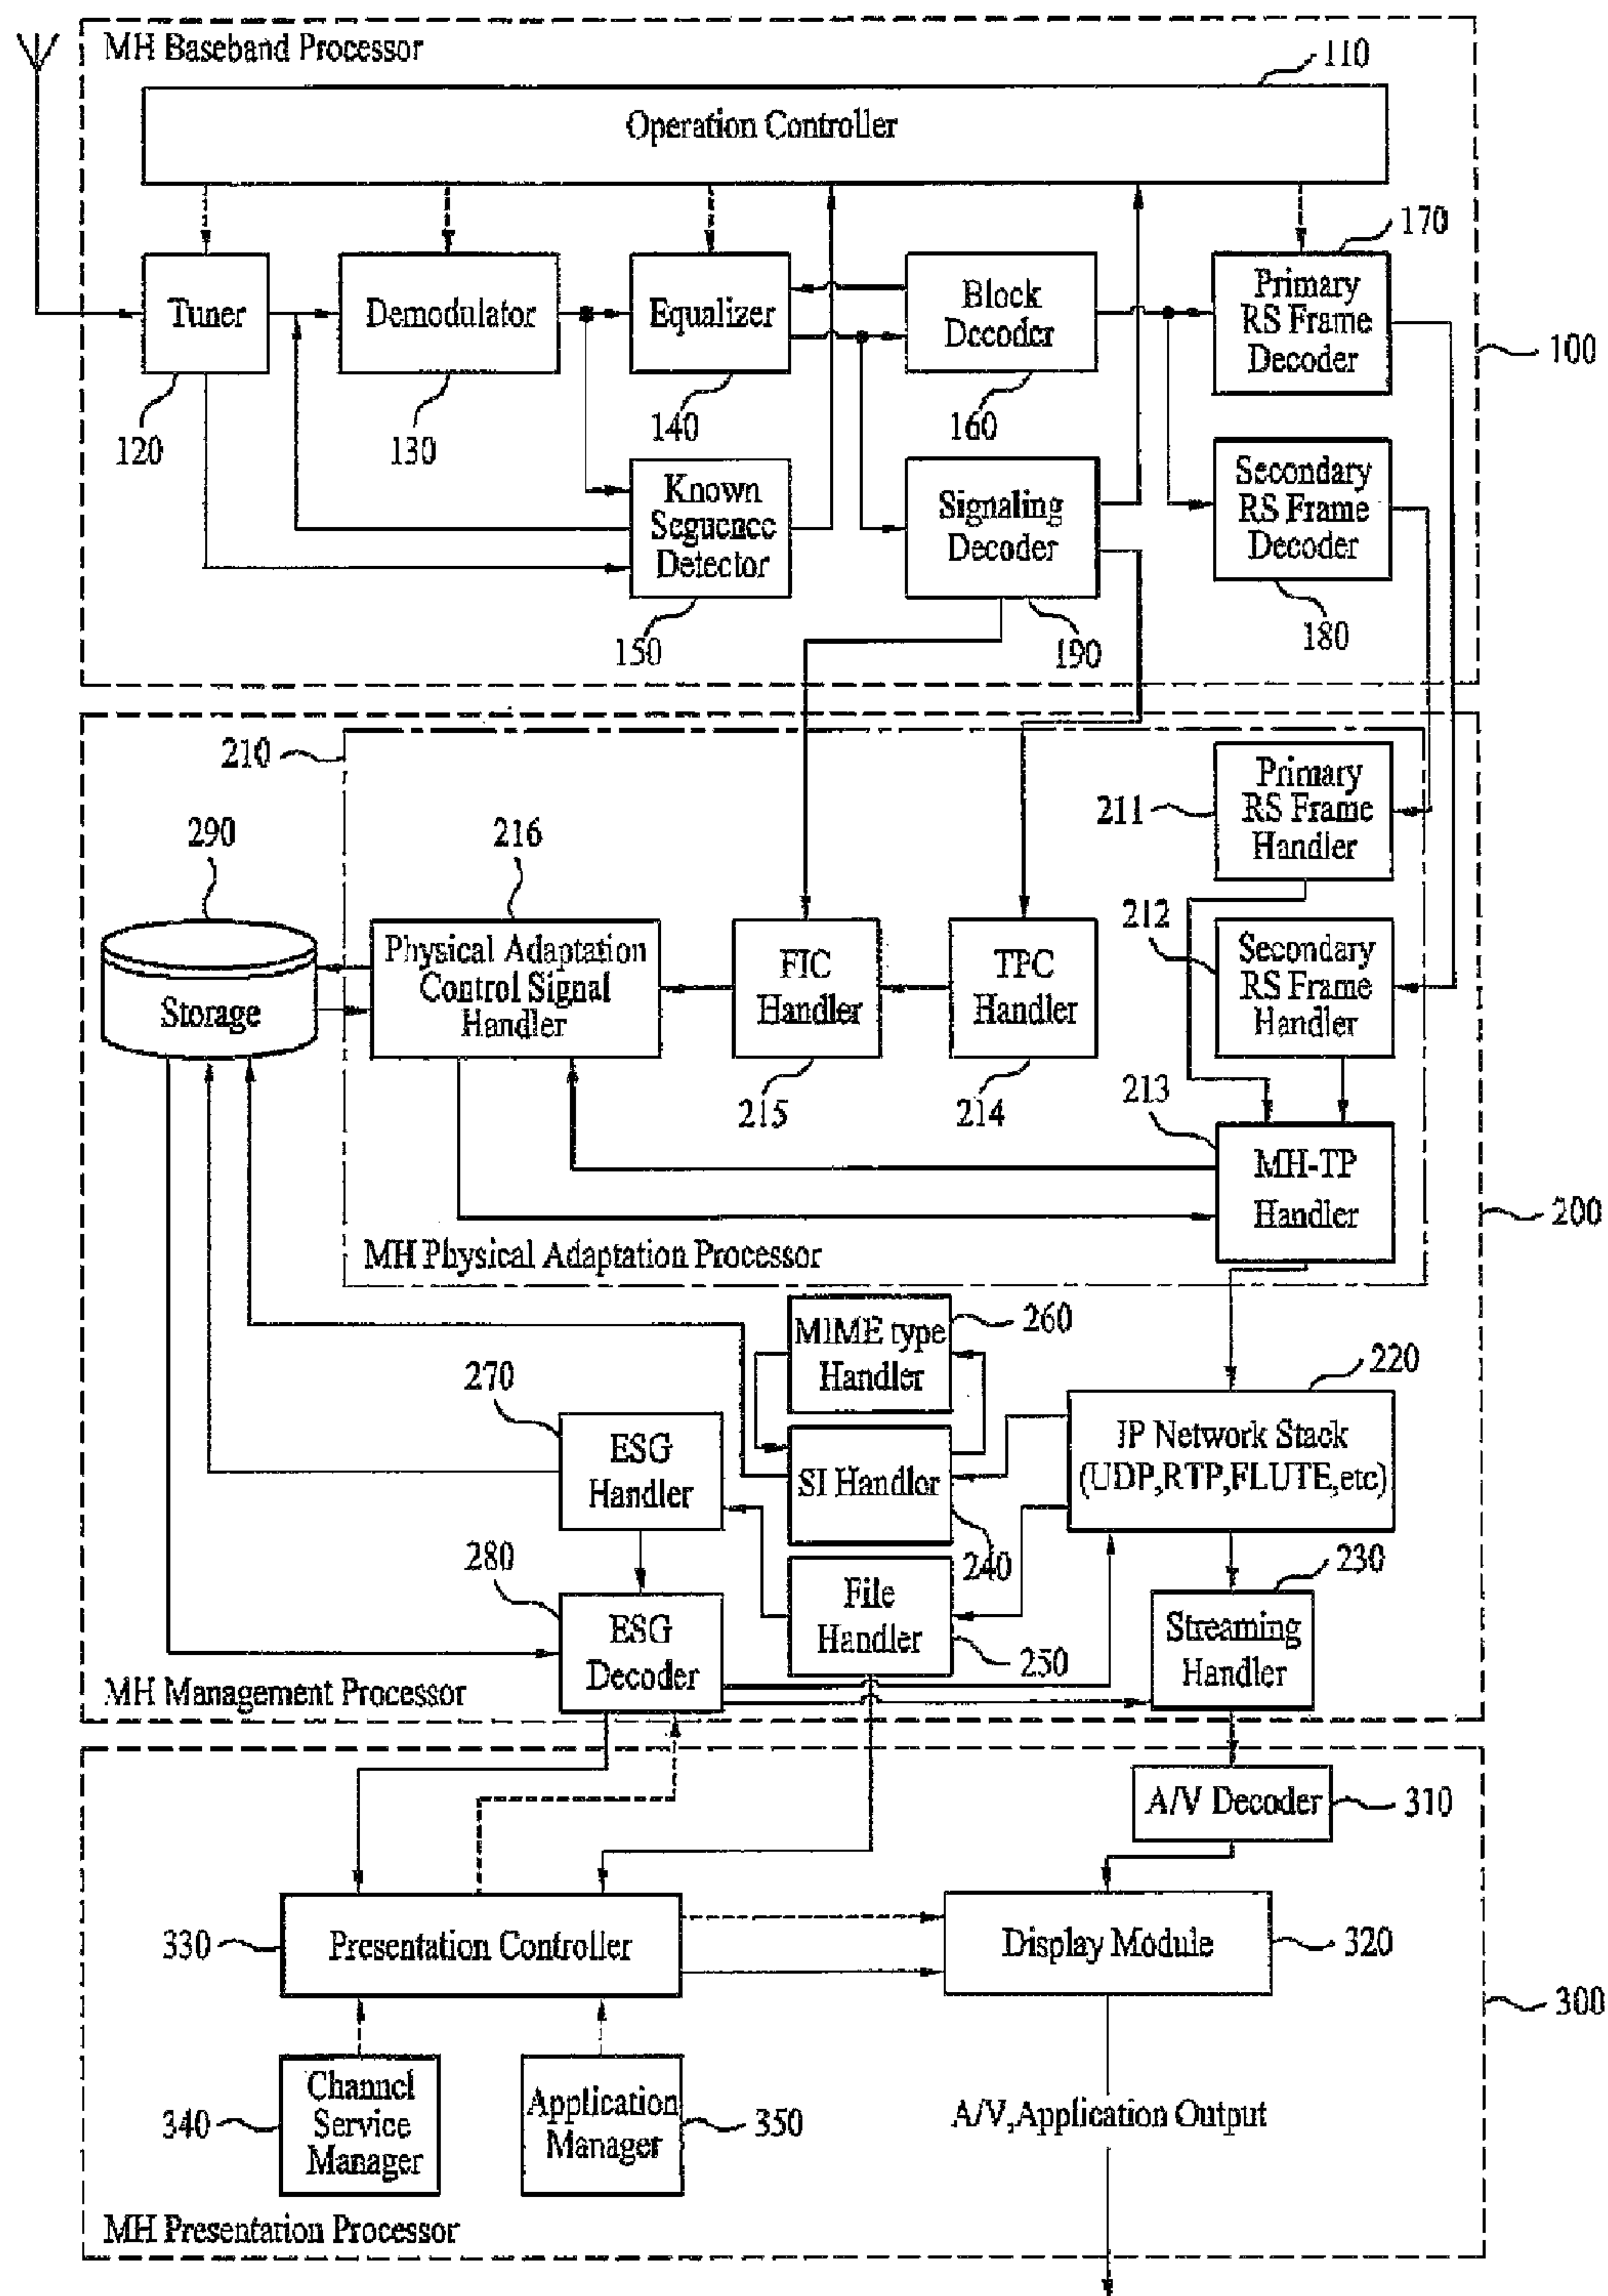 MH Baseband Processor
110
Operation Controller
170
Tuner
Demodulator
Equalizer
Block
Decoder
Primary
RS Frame
Decoder
100
120
130
140
160
Known
Seguence
Detector
Signaling
Decoder
Secondary
RS Frame
Decoder
150
190
180
210
Primary
RS Frame
Handler
211
290
216
212
Storage
Physical Adaptation
Control Signal
Handler
FIC
Handler
TPC
Handler
Secondary
RS Frame
Handler
215
214
213
MH-TP
Handler
200
MH Physical Adaptation Processor
MIME type
Handler
260
270
220
ESG
Handler
SI Handler
IP Network Stack
(UDP,RTP,FLUTE,etc)
240
280
230
ESG
Decoder
File
Handler
250
Streaming
Handler
MH Management Processor
A/V Decoder
310
330
Presentation Controller
Display Module
320
300
340
Channel
Service
Manager
Application
Manager
350
A/V,Application Output
MH Presentation Processor